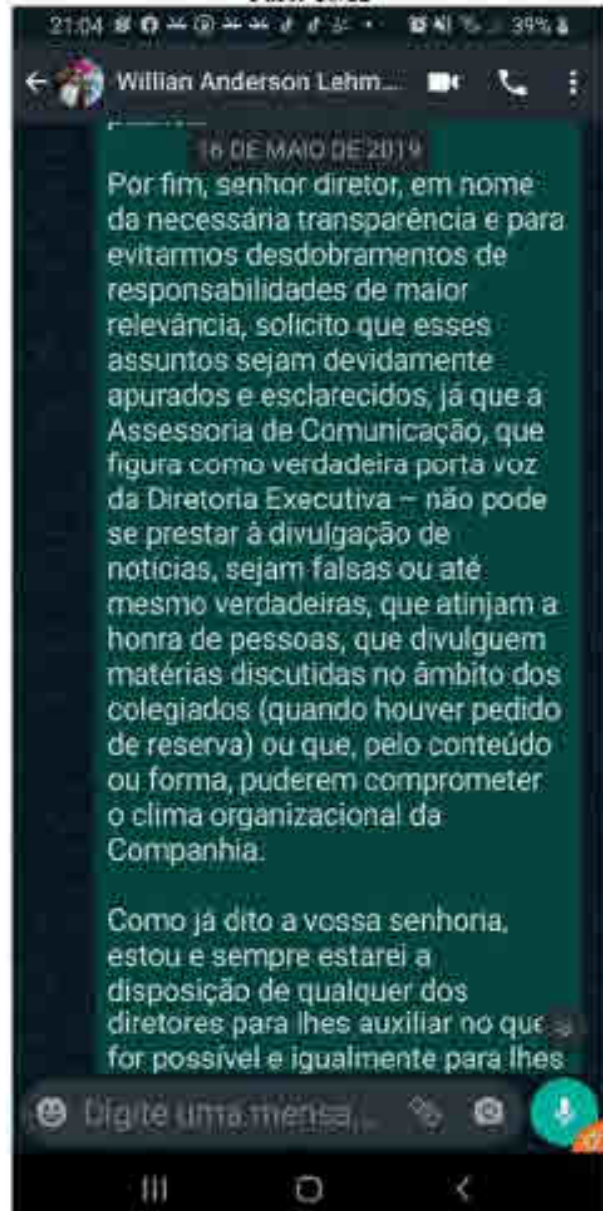 21:04 39%
Willian Anderson Lehm...
16 DE MAIO DE 2019
Por fim, senhor diretor, em nome
da necessária transparência e para
evitarmos desdobramentos de
responsabilidades de maior
relevância, solicito que esses
assuntos sejam devidamente
apurados e esclarecidos, já que a
Assessoria de Comunicação, que
figura como verdadeira porta voz
da Diretoria Executiva – não pode
se prestar à divulgação de
notícias, sejam falsas ou até
mesmo verdadeiras, que atinjam a
honra de pessoas, que divulguem
matérias discutidas no âmbito dos
colegiados (quando houver pedido
de reserva) ou que, pelo conteúdo
ou forma, puderem comprometer
o clima organizacional da
Companhia.
Como já dito a vossa senhoria,
estou e sempre estarei a
disposição de qualquer dos
diretores para lhes auxiliar no que
for possível e igualmente para lhes
Digite uma mensa...